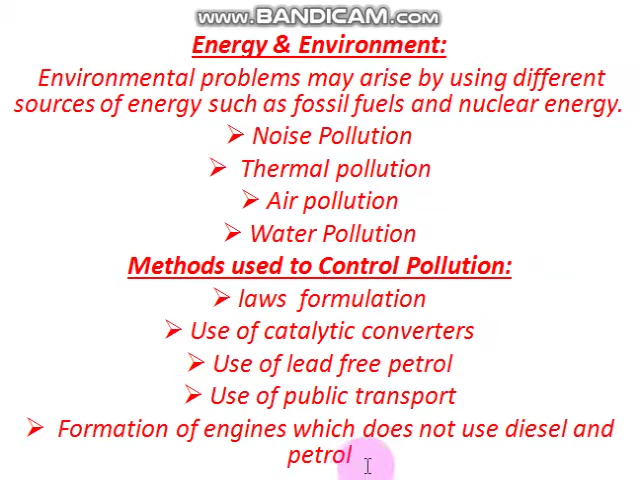 www.BANDICAM.com
Energy & Environment:
Environmental problems may arise by using different
sources of energy such as fossil fuels and nuclear energy.
➢ Noise Pollution
➢ Thermal pollution
➢ Air pollution
➢ Water Pollution
Methods used to Control Pollution:
➢ laws formulation
➢ Use of catalytic converters
➢ Use of lead free petrol
➢ Use of public transport
➢ Formation of engines which does not use diesel and
petrol